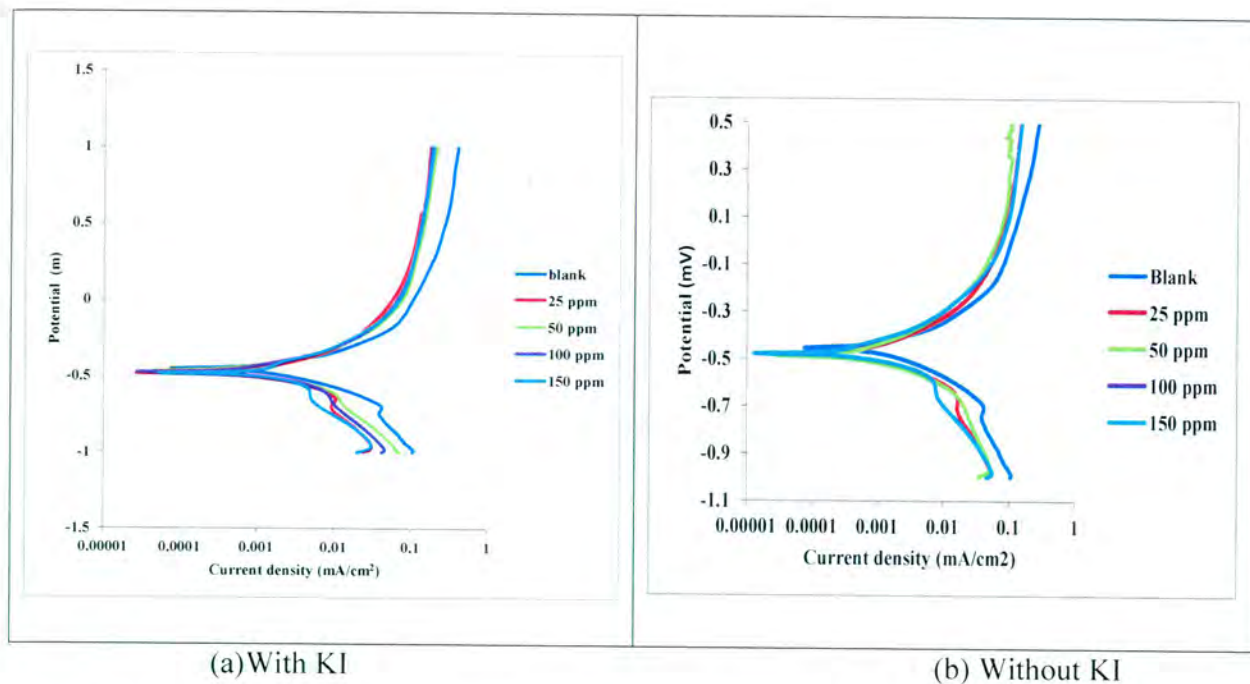 1.5
1
0.5
0
-0.5
-1
-1.5
Potential (m)
0.00001 0.0001 0.001 0.01 0.1 1
Current density (mA/cm²)
blank
25 ppm
50 ppm
100 ppm
150 ppm
(a)With KI
0.5
0.3
0.1
-0.1
-0.3
-0.5
-0.7
-0.9
-1.1
Potential (mV)
0.00001 0.0001 0.001 0.01 0.1 1
Current density (mA/cm2)
Blank
25 ppm
50 ppm
100 ppm
150 ppm
(b) Without KI